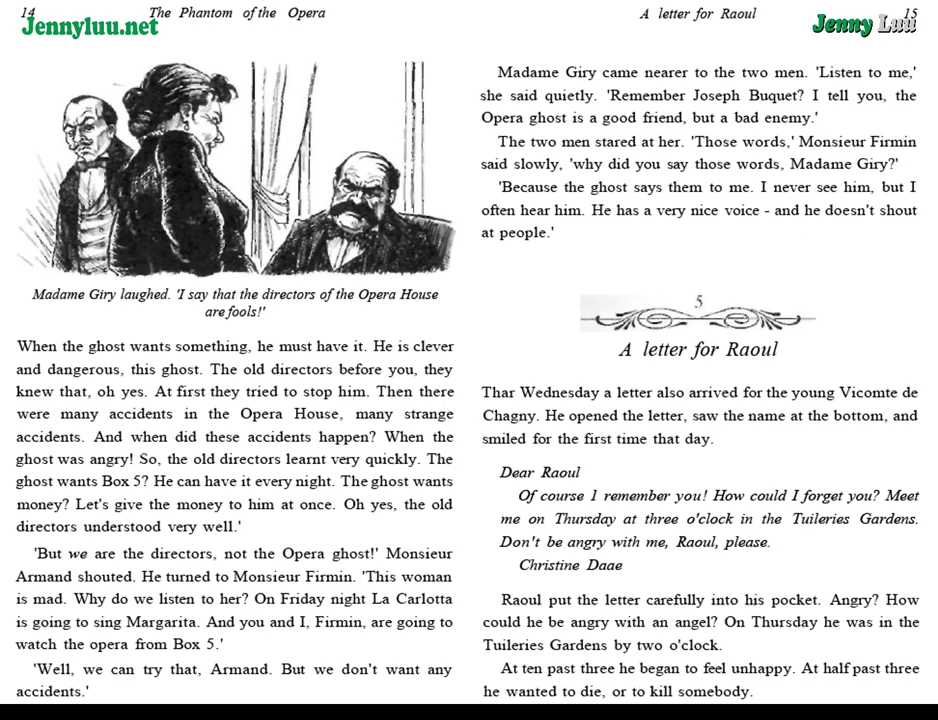 14
The Phantom of the Opera
Jennyluu.net
Madame Giry laughed. 'I say that the directors of the Opera House
are fools!'
When the ghost wants something, he must have it. He is clever
and dangerous, this ghost. The old directors before you, they
knew that, oh yes. At first they tried to stop him. Then there
were many accidents in the Opera House, many strange
accidents. And when did these accidents happen? When the
ghost was angry! So, the old directors learnt very quickly. The
ghost wants Box 5? He can have it every night. The ghost wants
money? Let's give the money to him at once. Oh yes, the old
directors understood very well.'
'But we are the directors, not the Opera ghost!' Monsieur
Armand shouted. He turned to Monsieur Firmin. 'This woman
is mad. Why do we listen to her? On Friday night La Carlotta
is going to sing Margarita. And you and I, Firmin, are going to
watch the opera from Box 5.'
'Well, we can try that, Armand. But we don't want any
accidents.'
A letter for Raoul
15
Jenny Luu
Madame Giry came nearer to the two men. 'Listen to me,'
she said quietly. 'Remember Joseph Buquet? I tell you, the
Opera ghost is a good friend, but a bad enemy.'
The two men stared at her. 'Those words,' Monsieur Firmin
said slowly, 'why did you say those words, Madame Giry?'
'Because the ghost says them to me. I never see him, but I
often hear him. He has a very nice voice - and he doesn't shout
at people.'
5
A letter for Raoul
Thar Wednesday a letter also arrived for the young Vicomte de
Chagny. He opened the letter, saw the name at the bottom, and
smiled for the first time that day.
Dear Raoul
Of course 1 remember you! How could I forget you? Meet
me on Thursday at three o'clock in the Tuileries Gardens.
Don't be angry with me, Raoul, please.
Christine Daae
Raoul put the letter carefully into his pocket. Angry? How
could he be angry with an angel? On Thursday he was in the
Tuileries Gardens by two o'clock.
At ten past three he began to feel unhappy. At half past three
he wanted to die, or to kill somebody.